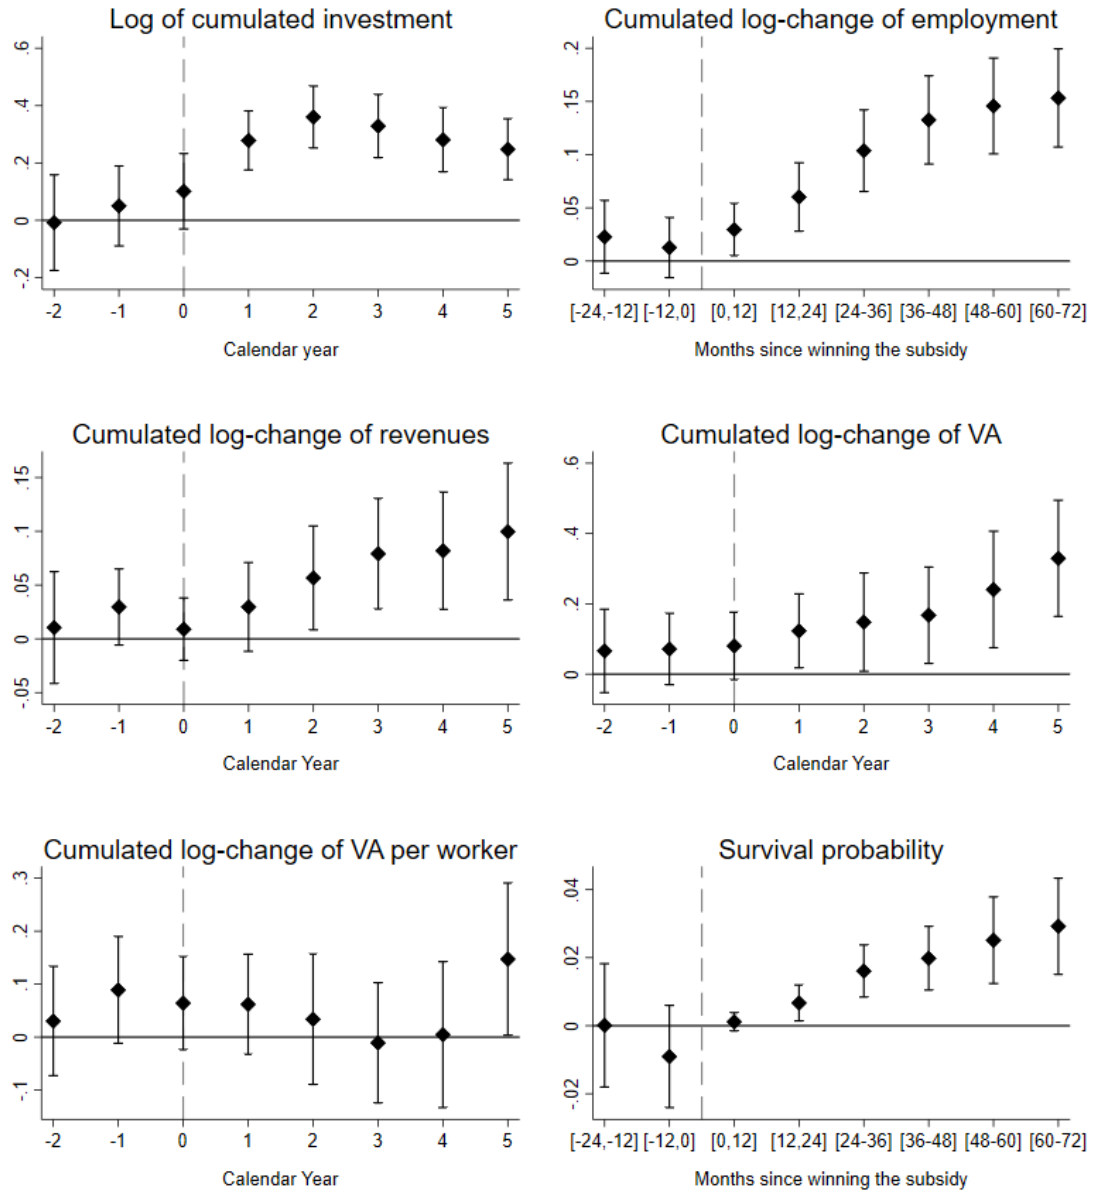 Log of cumulated investment
.6
.4
.2
0
-.2
-2 -1 0 1 2 3 4 5
Calendar year
Cumulated log-change of employment
.2
.15
.1
.05
0
[-24,-12] [-12,0] [0,12] [12,24] [24-36] [36-48] [48-60] [60-72]
Months since winning the subsidy
Cumulated log-change of revenues
.15
.1
.05
0
-.05
-2 -1 0 1 2 3 4 5
Calendar Year
Cumulated log-change of VA
.6
.4
.2
0
-2 -1 0 1 2 3 4 5
Calendar Year
Cumulated log-change of VA per worker
.3
.2
.1
0
-.1
-2 -1 0 1 2 3 4 5
Calendar Year
Survival probability
.04
.02
0
-.02
[-24,-12] [-12,0] [0,12] [12,24] [24-36] [36-48] [48-60] [60-72]
Months since winning the subsidy